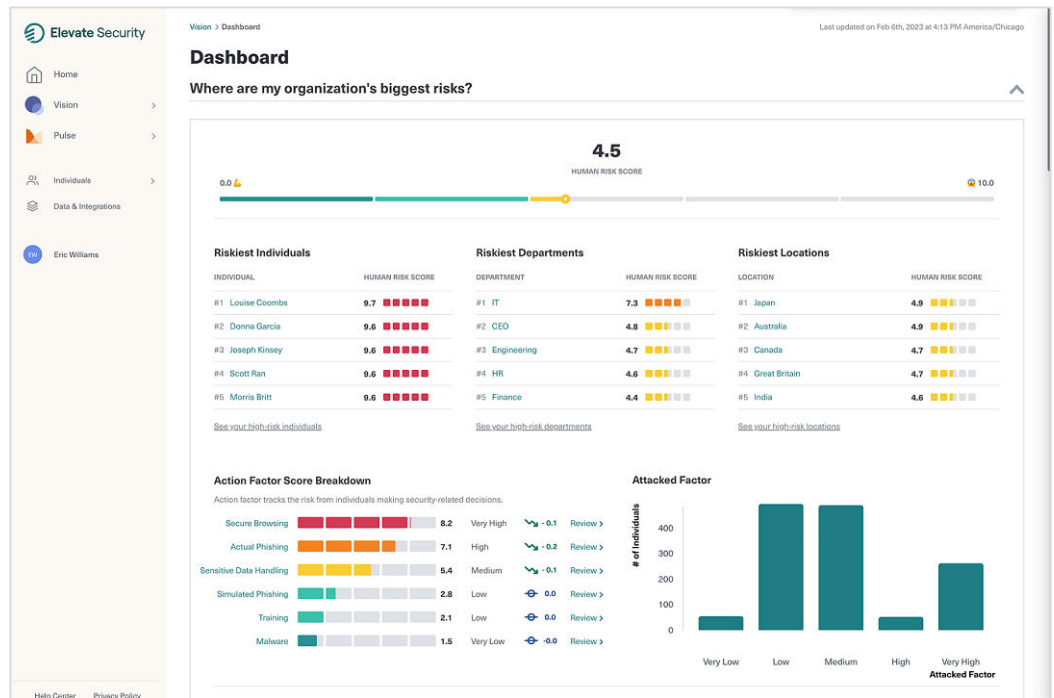 Elevate Security
Home
Vision
Pulse
Individuals
Data & Integrations
EW Eric Williams
Help Center Privacy Policy
Vision > Dashboard
Last updated on Feb 6th, 2023 at 4:13 PM America/Chicago
Dashboard
Where are my organization's biggest risks?
4.5
HUMAN RISK SCORE
0.0 💪 😱 10.0
Riskiest Individuals
INDIVIDUAL HUMAN RISK SCORE
#1 Louise Coombs 9.7
#2 Donna Garcia 9.6
#3 Joseph Kinsey 9.6
#4 Scott Ran 9.6
#5 Morris Britt 9.6
See your high-risk individuals
Riskiest Departments
DEPARTMENT HUMAN RISK SCORE
#1 IT 7.3
#2 CEO 4.8
#3 Engineering 4.7
#4 HR 4.6
#5 Finance 4.4
See your high-risk departments
Riskiest Locations
LOCATION HUMAN RISK SCORE
#1 Japan 4.9
#2 Australia 4.9
#3 Canada 4.7
#4 Great Britain 4.7
#5 India 4.6
See your high-risk locations
Action Factor Score Breakdown
Action factor tracks the risk from individuals making security-related decisions.
Secure Browsing 8.2 Very High - 0.1 Review >
Actual Phishing 7.1 High - 0.2 Review >
Sensitive Data Handling 5.4 Medium - 0.1 Review >
Simulated Phishing 2.8 Low 0.0 Review >
Training 2.1 Low 0.0 Review >
Malware 1.5 Very Low -0.0 Review >
Attacked Factor
# of Individuals
400
300
200
100
0
Very Low Low Medium High Very High
Attacked Factor